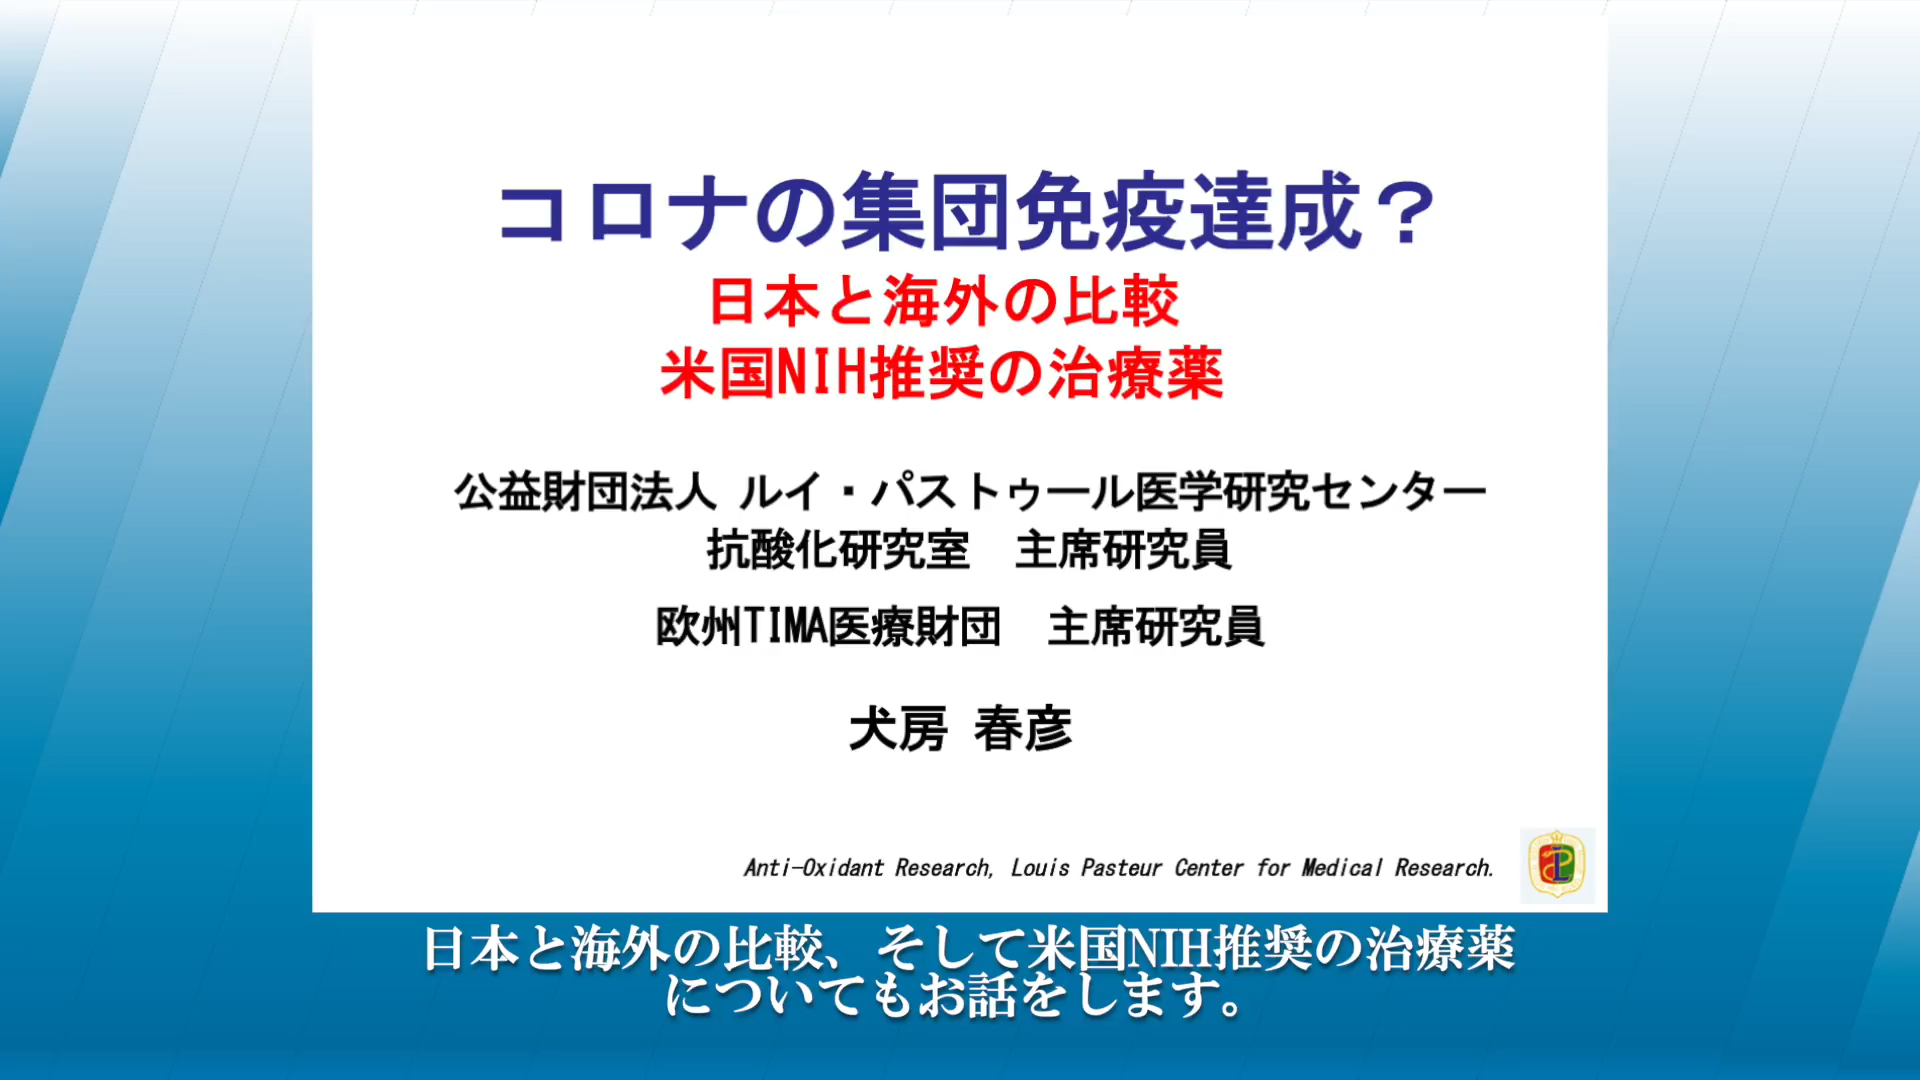 コロナの集団免疫達成？
日本と海外の比較
米国NIH推奨の治療薬
公益財団法人 ルイ・パストゥール医学研究センター
抗酸化研究室　主席研究員
欧州TIMA医療財団　主席研究員
犬房 春彦
Anti-Oxidant Research, Louis Pasteur Center for Medical Research.
日本と海外の比較、そして米国NIH推奨の治療薬
についてもお話をします。